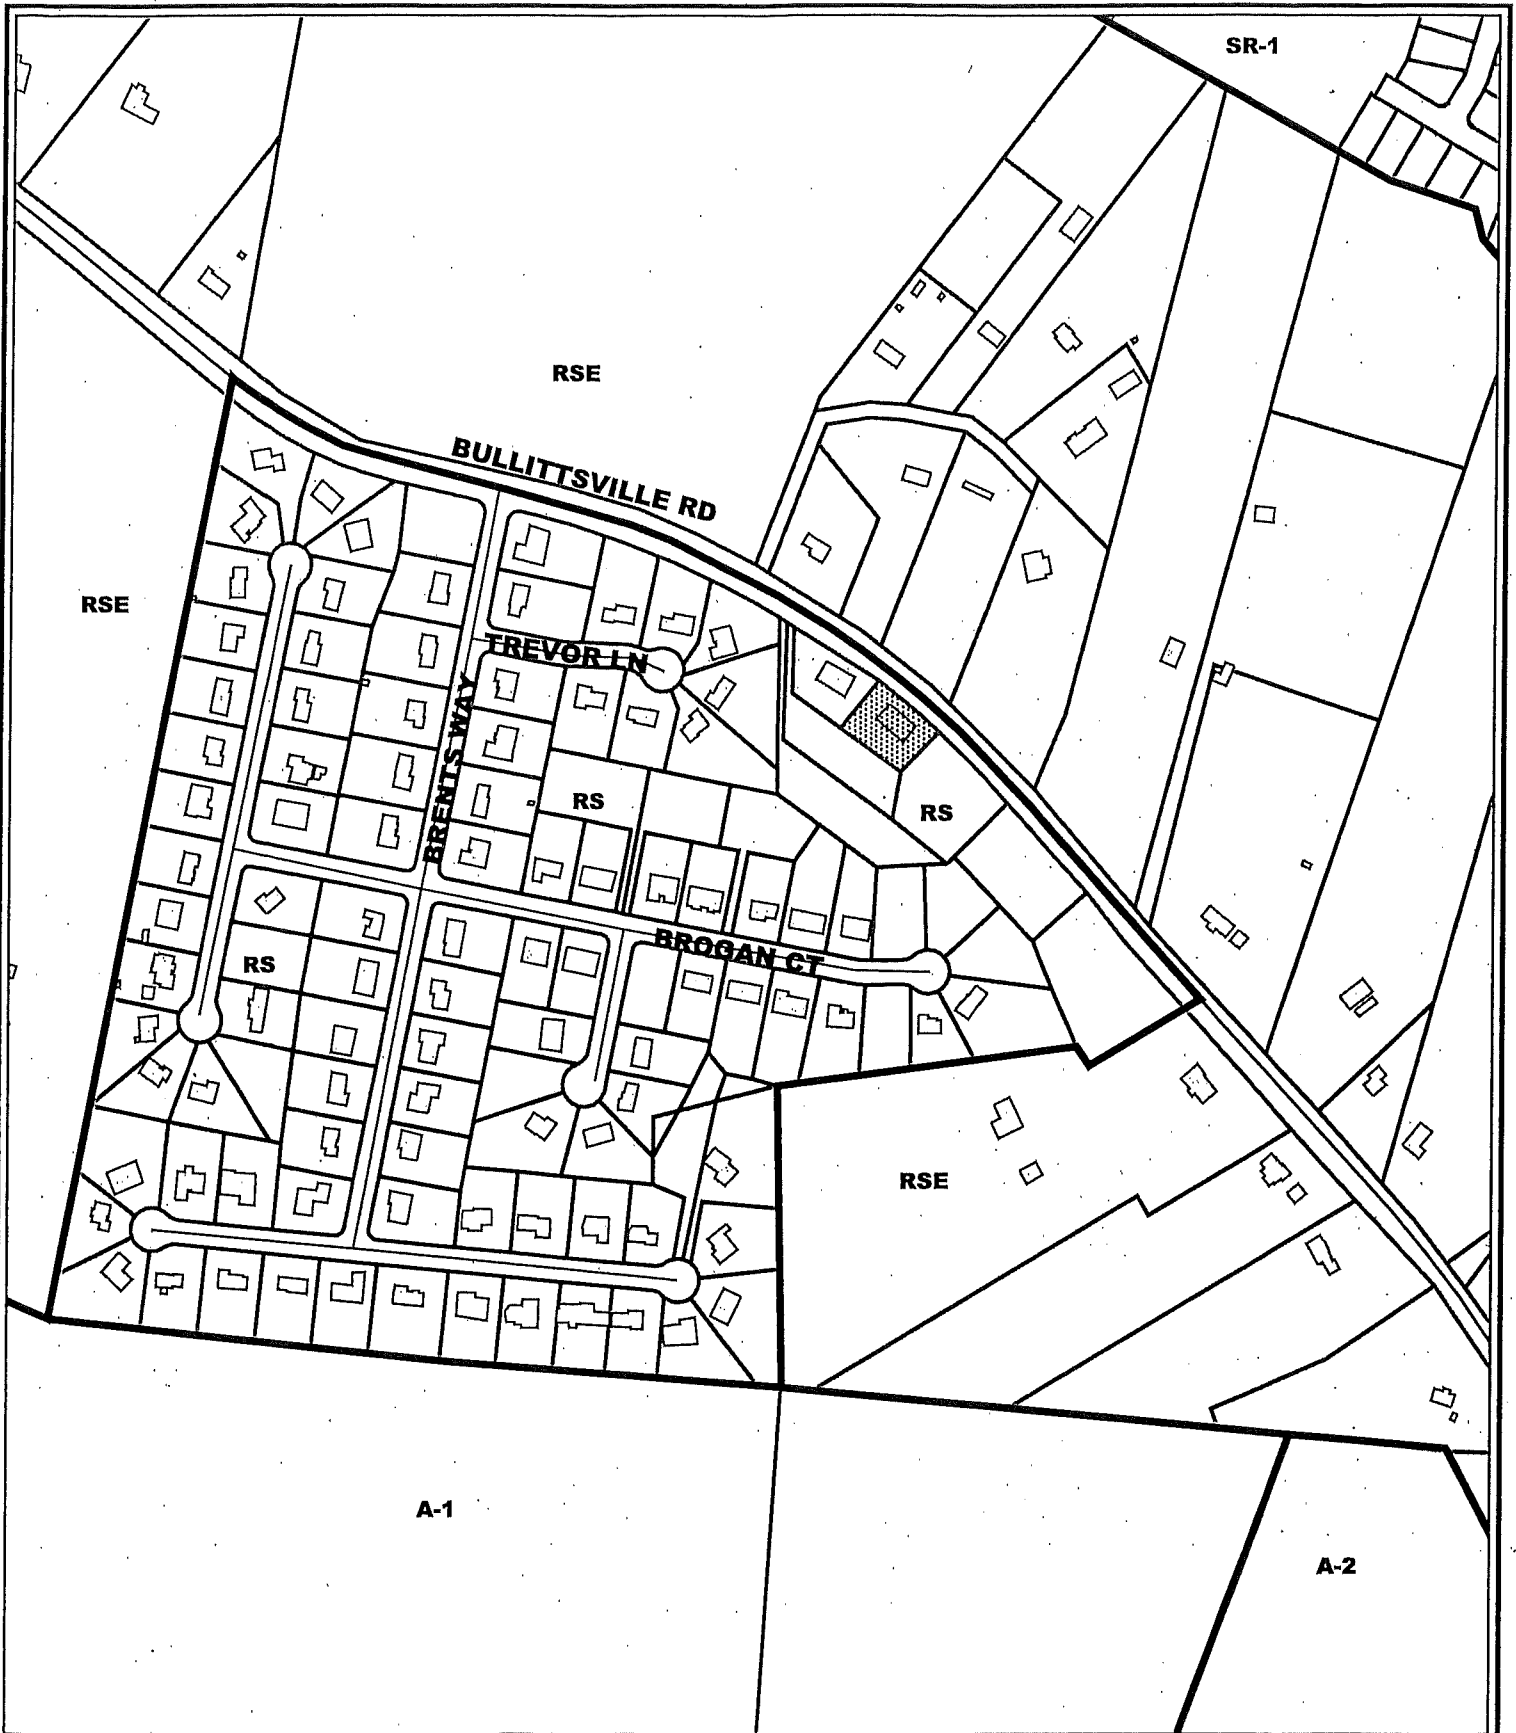 SR-1
RSE
BULLITTSVILLE RD
RSE
TREVOR LN
BRENTS WAY
RS
RS
BROGAN CT
RS
RSE
A-1
A-2